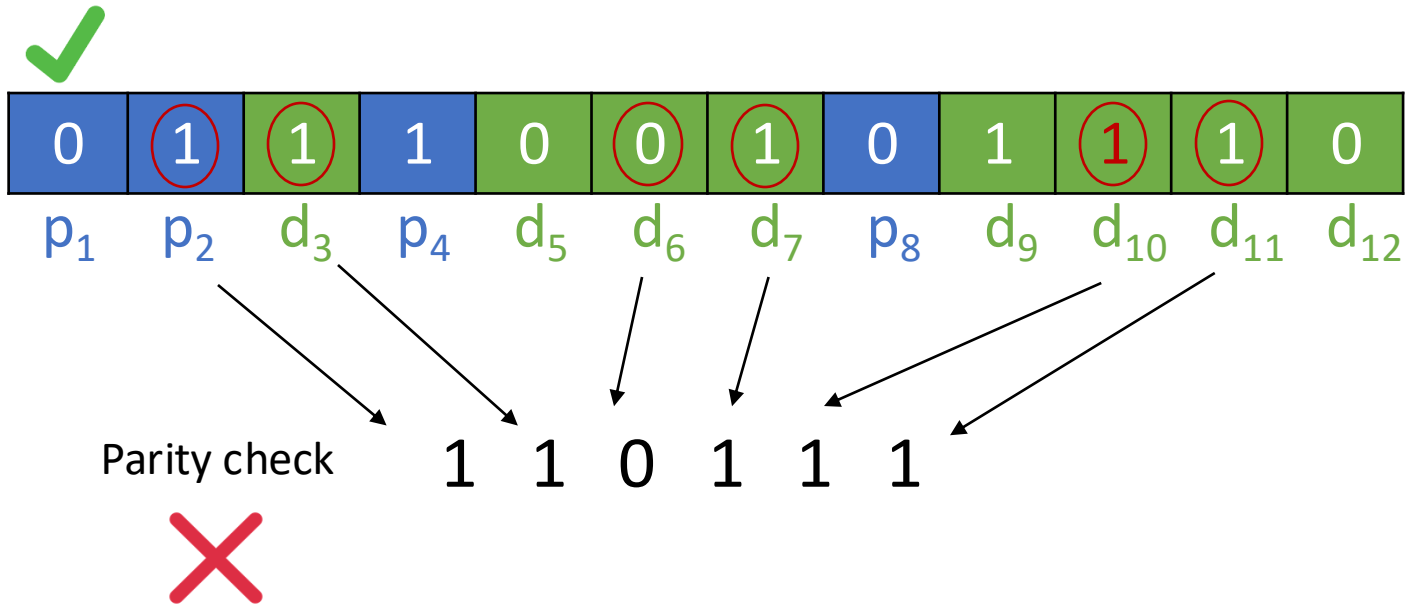 0 1 1 1 0 0 1 0 1 1 1 0
p₁ p₂ d₃ p₄ d₅ d₆ d₇ p₈ d₉ d₁₀ d₁₁ d₁₂
Parity check 1 1 0 1 1 1